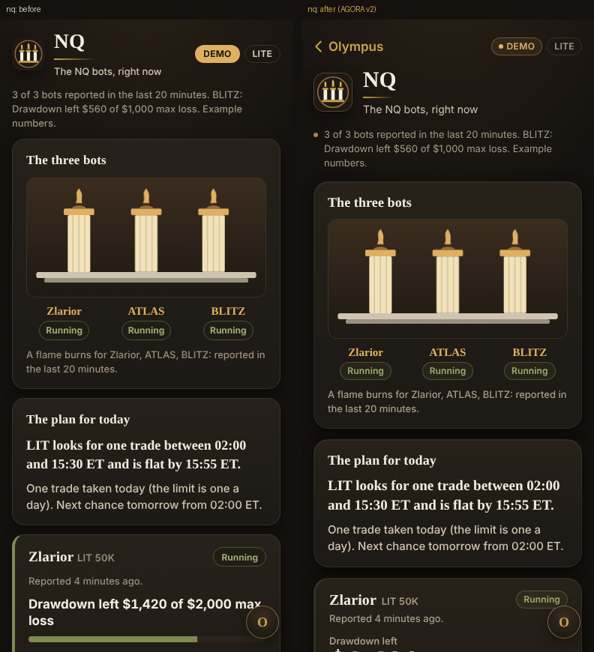 nq: before
NQ
The NQ bots, right now
DEMO
LITE
3 of 3 bots reported in the last 20 minutes. BLITZ:
Drawdown left $560 of $1,000 max loss. Example
numbers.
The three bots
Zlarior
ATLAS
BLITZ
Running
Running
Running
A flame burns for Zlarior, ATLAS, BLITZ: reported in
the last 20 minutes.
The plan for today
LIT looks for one trade between 02:00
and 15:30 ET and is flat by 15:55 ET.
One trade taken today (the limit is one a
day). Next chance tomorrow from 02:00 ET.
Zlarior LIT 50K
Running
Reported 4 minutes ago.
Drawdown left $1,420 of $2,000 max
loss
O
nq: after (AGORA v2)
Olympus
DEMO
LITE
NQ
The NQ bots, right now
3 of 3 bots reported in the last 20 minutes. BLITZ:
Drawdown left $560 of $1,000 max loss. Example
numbers.
The three bots
Zlarior
ATLAS
BLITZ
Running
Running
Running
A flame burns for Zlarior, ATLAS, BLITZ: reported in
the last 20 minutes.
The plan for today
LIT looks for one trade between 02:00
and 15:30 ET and is flat by 15:55 ET.
One trade taken today (the limit is one a
day). Next chance tomorrow from 02:00 ET.
Zlarior LIT 50K
Running
Reported 4 minutes ago.
Drawdown left
O